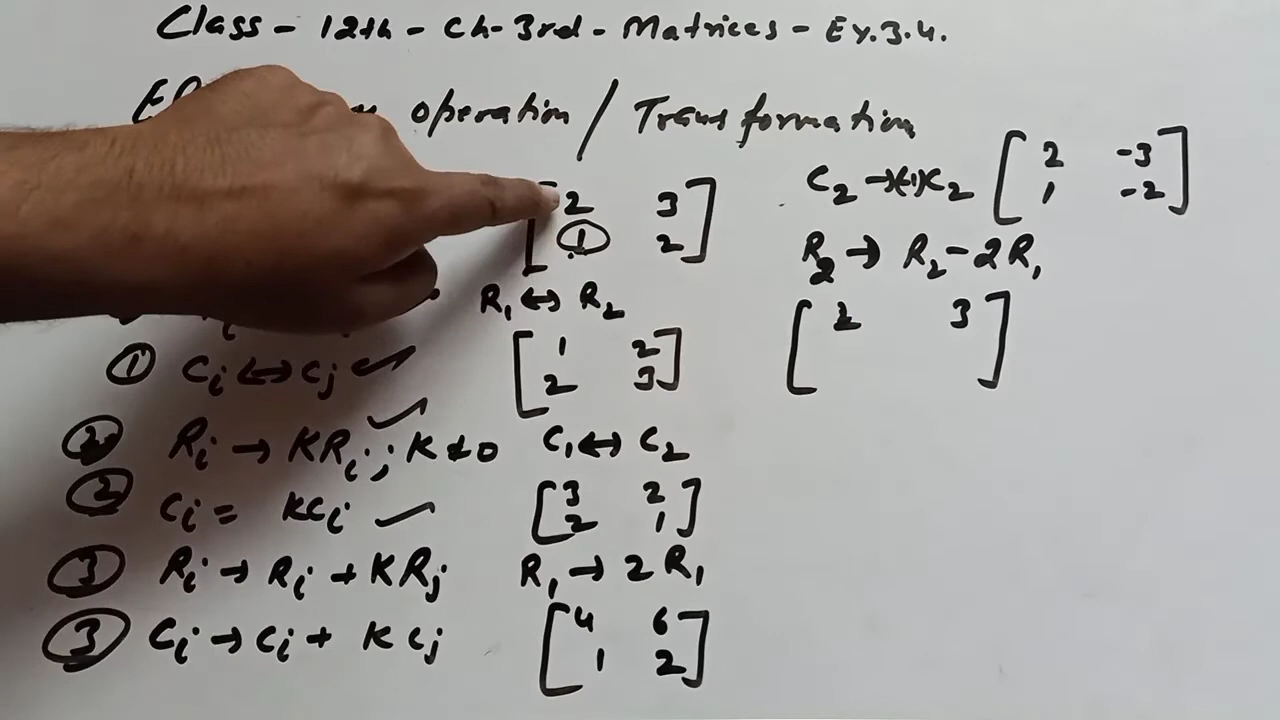 Class - 12th - Ch-3rd - Matrices - Ex.3.4.
operation / Transformation
[ 2 3
① 2 ]
R₁ ↔ R₂
[ 1 2
2 3 ]
① Cᵢ ↔ Cⱼ ✓
② Rᵢ → KRᵢ ; K ≠ 0 ✓
C₁ ↔ C₂
② Cᵢ = KCᵢ ✓
[ 3 2
2 1 ]
③ Rᵢ → Rᵢ + KRⱼ
R₁ → 2 R₁
③ Cᵢ → Cᵢ + KCⱼ
[ 4 6
1 2 ]
C₂ → (-1)C₂ [ 2 -3
1 -2 ]
R₂ → R₂ - 2R₁
[ 2 3 ]